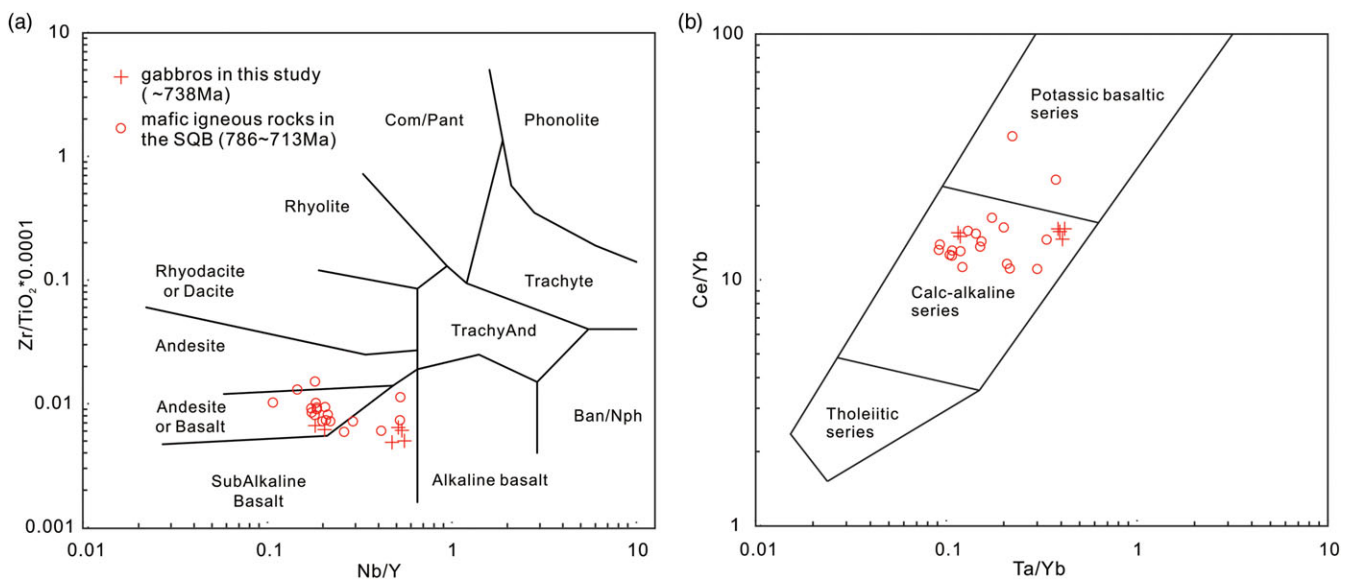 (a)
10
1
0.1
0.01
0.001
Zr/TiO2*0.0001
gabbros in this study
( ~738Ma)
mafic igneous rocks in
the SQB (786~713Ma)
Com/Pant
Phonolite
Rhyolite
Rhyodacite
or Dacite
Trachyte
TrachyAnd
Andesite
Andesite
or Basalt
Ban/Nph
SubAlkaline
Basalt
Alkaline basalt
0.01
0.1
1
10
Nb/Y
(b)
100
10
1
Ce/Yb
Potassic basaltic
series
Calc-alkaline
series
Tholeiitic
series
0.01
0.1
1
10
Ta/Yb